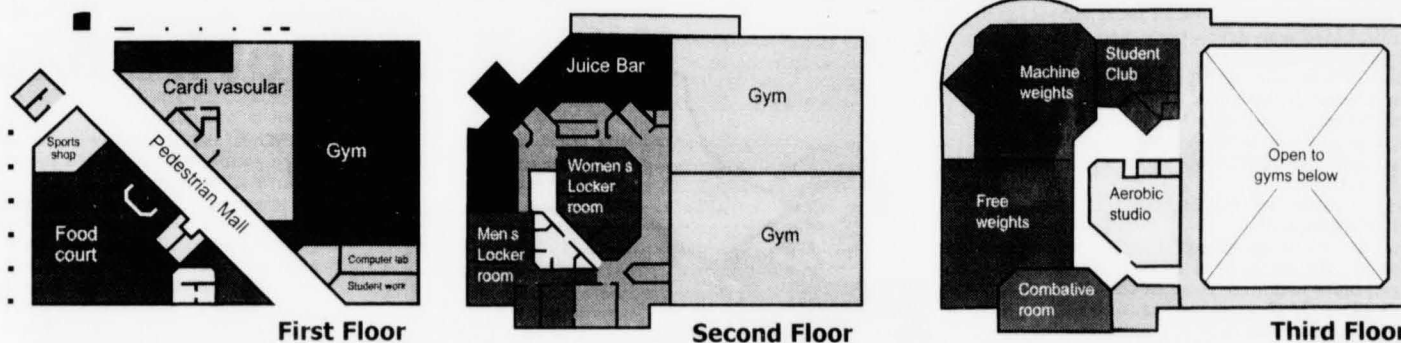 Cardi vascular
Sports
shop
Gym
Pedestrian Mall
Food
court
Computer lab
Student work
First Floor
Juice Bar
Gym
Women s
Locker
room
Men s
Locker
room
Gym
Second Floor
Machine
weights
Student
Club
Open to
gyms below
Free
weights
Aerobic
studio
Combative
room
Third Floor